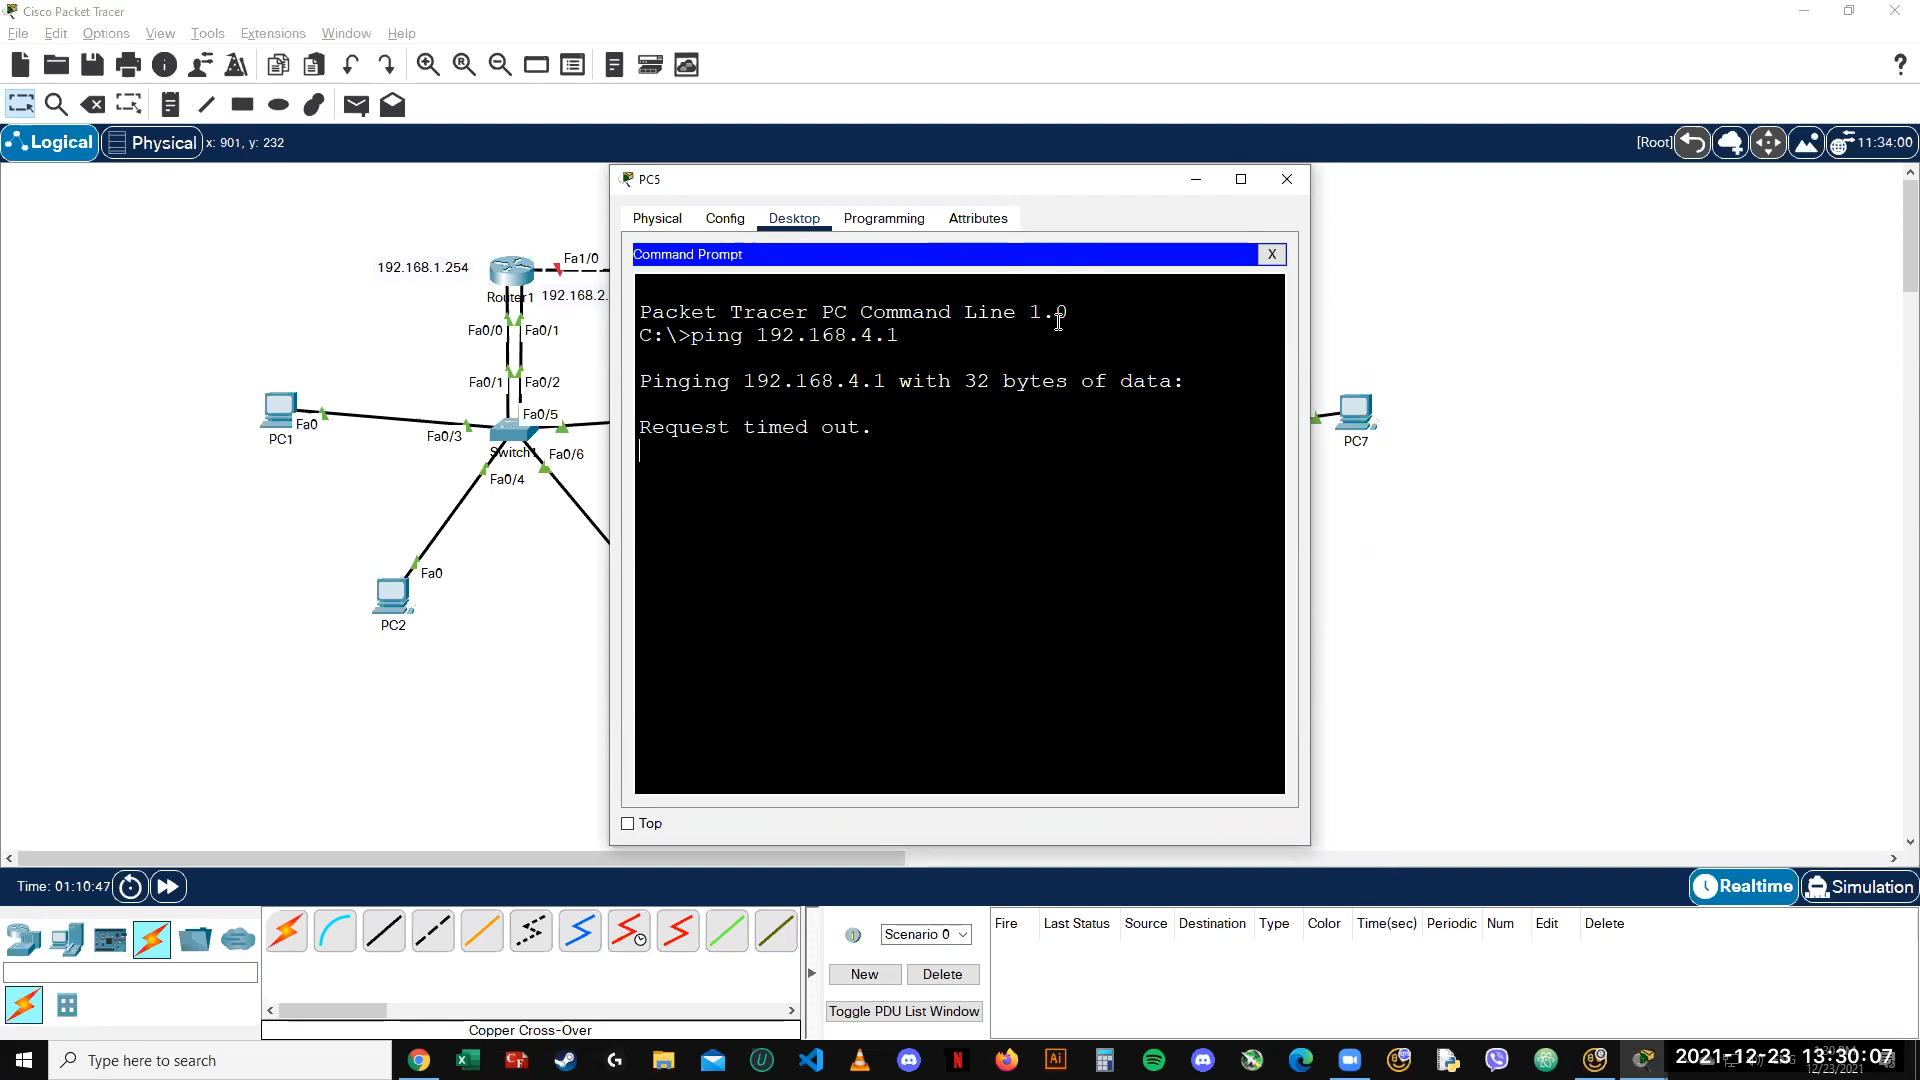 Cisco Packet Tracer
File Edit Options View Tools Extensions Window Help
Logical Physical x: 901, y: 232 [Root] 11:34:00
PC5
Physical Config Desktop Programming Attributes
Command Prompt X
Packet Tracer PC Command Line 1.0
C:\>ping 192.168.4.1
Pinging 192.168.4.1 with 32 bytes of data:
Request timed out.
Top
192.168.1.254
Fa1/0
Router1 192.168.2.
Fa0/0 Fa0/1
Fa0/1 Fa0/2
Fa0/5
PC1 Fa0
Fa0/3
Fa0/6
Fa0/4
Fa0
PC2
PC7
Time: 01:10:47 Realtime Simulation
Copper Cross-Over
Scenario 0
New Delete
Toggle PDU List Window
Fire Last Status Source Destination Type Color Time(sec) Periodic Num Edit Delete
Type here to search
2021-12-23 13:30:07
12/23/2021